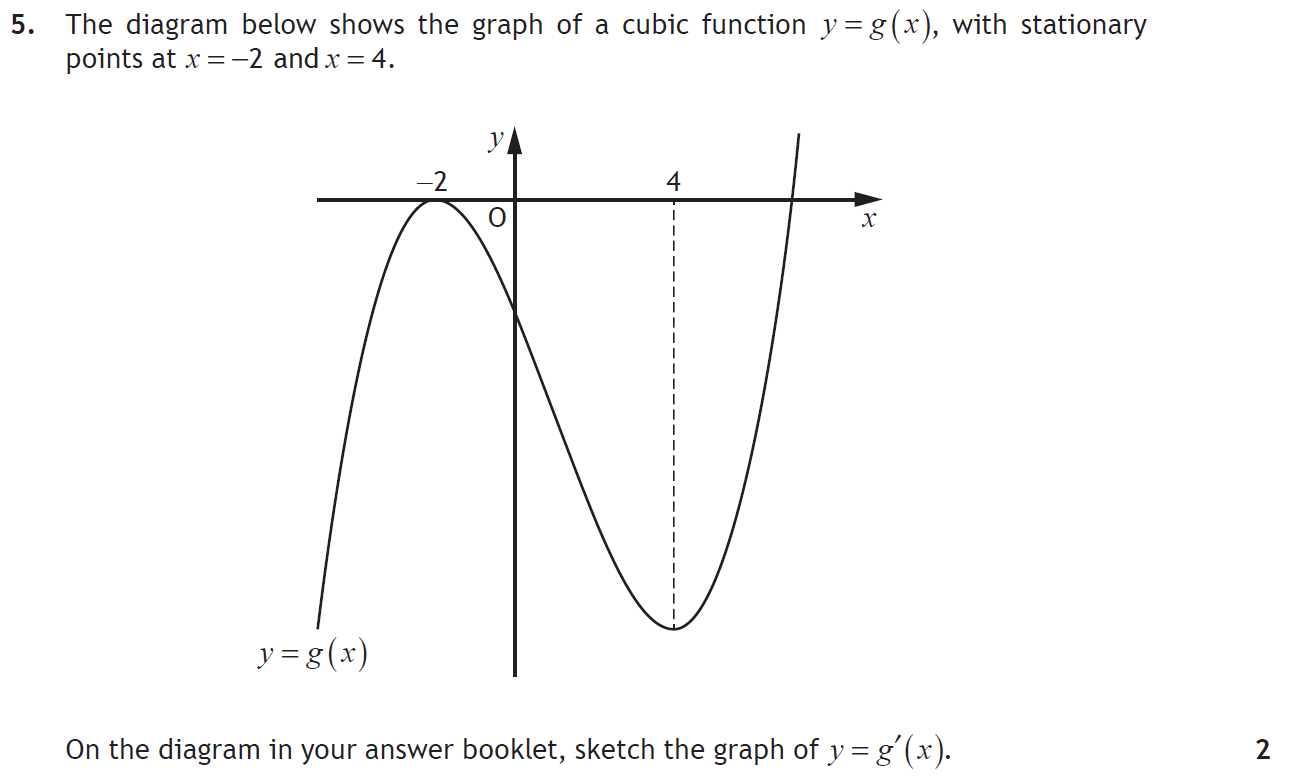 5. The diagram below shows the graph of a cubic function y = g(x), with stationary
points at x = −2 and x = 4.
y
−2
4
O
x
y = g(x)
On the diagram in your answer booklet, sketch the graph of y = g′(x). 2